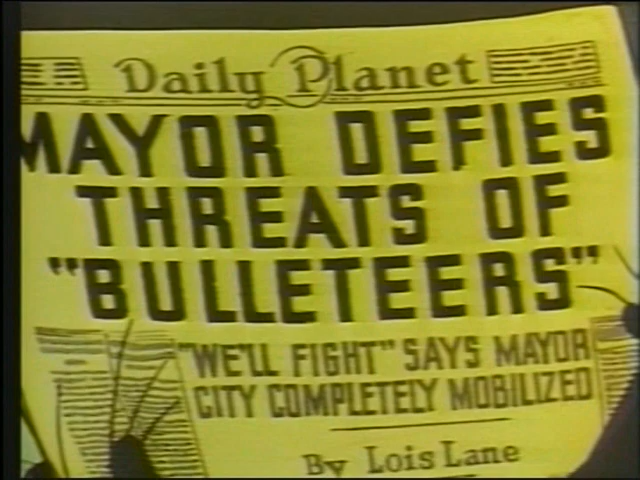 Daily Planet
MAYOR DEFIES
THREATS OF
"BULLETEERS"
"WE'LL FIGHT" SAYS MAYOR
CITY COMPLETELY MOBILIZED
By Lois Lane